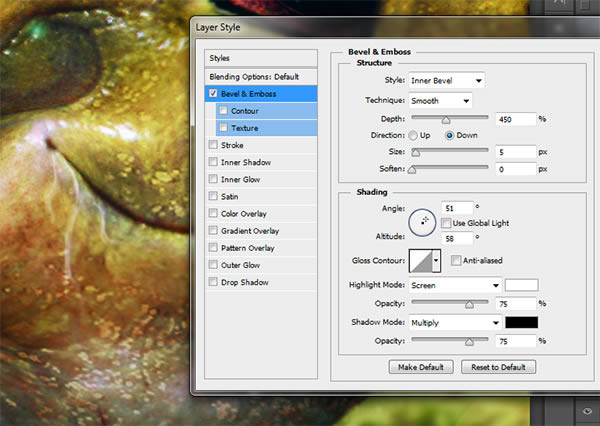 Layer Style
Styles
Blending Options: Default
Bevel & Emboss
Contour
Texture
Stroke
Inner Shadow
Inner Glow
Satin
Color Overlay
Gradient Overlay
Pattern Overlay
Outer Glow
Drop Shadow
Bevel & Emboss
Structure
Style: Inner Bevel
Technique: Smooth
Depth: 450 %
Direction: Up Down
Size: 5 px
Soften: 0 px
Shading
Angle: 51 °
Use Global Light
Altitude: 58 °
Gloss Contour: Anti-aliased
Highlight Mode: Screen
Opacity: 75 %
Shadow Mode: Multiply
Opacity: 75 %
Make Default Reset to Default